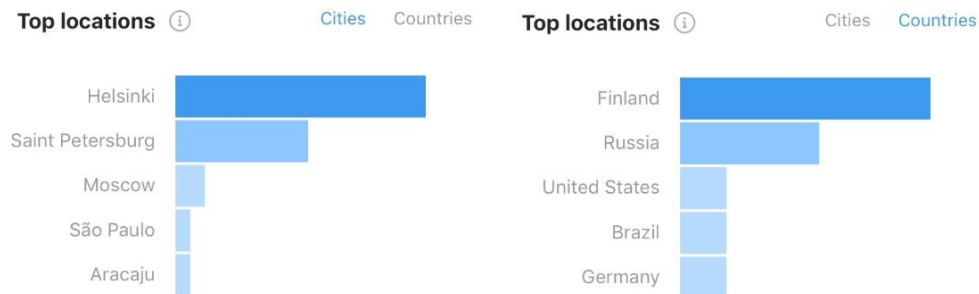 Top locations Cities Countries
Helsinki
Saint Petersburg
Moscow
São Paulo
Aracaju
Top locations Cities Countries
Finland
Russia
United States
Brazil
Germany